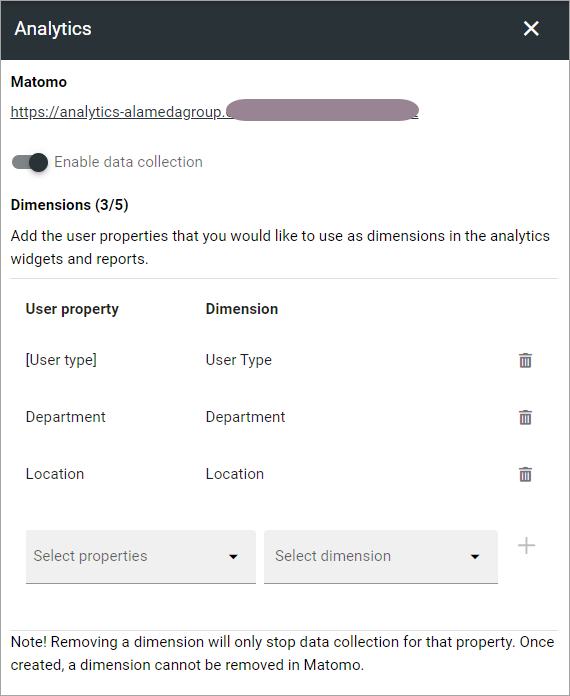 Analytics
Matomo
https://analytics-alamedagroup.
Enable data collection
Dimensions (3/5)
Add the user properties that you would like to use as dimensions in the analytics
widgets and reports.
User property Dimension
[User type] User Type
Department Department
Location Location
Select properties Select dimension
Note! Removing a dimension will only stop data collection for that property. Once
created, a dimension cannot be removed in Matomo.